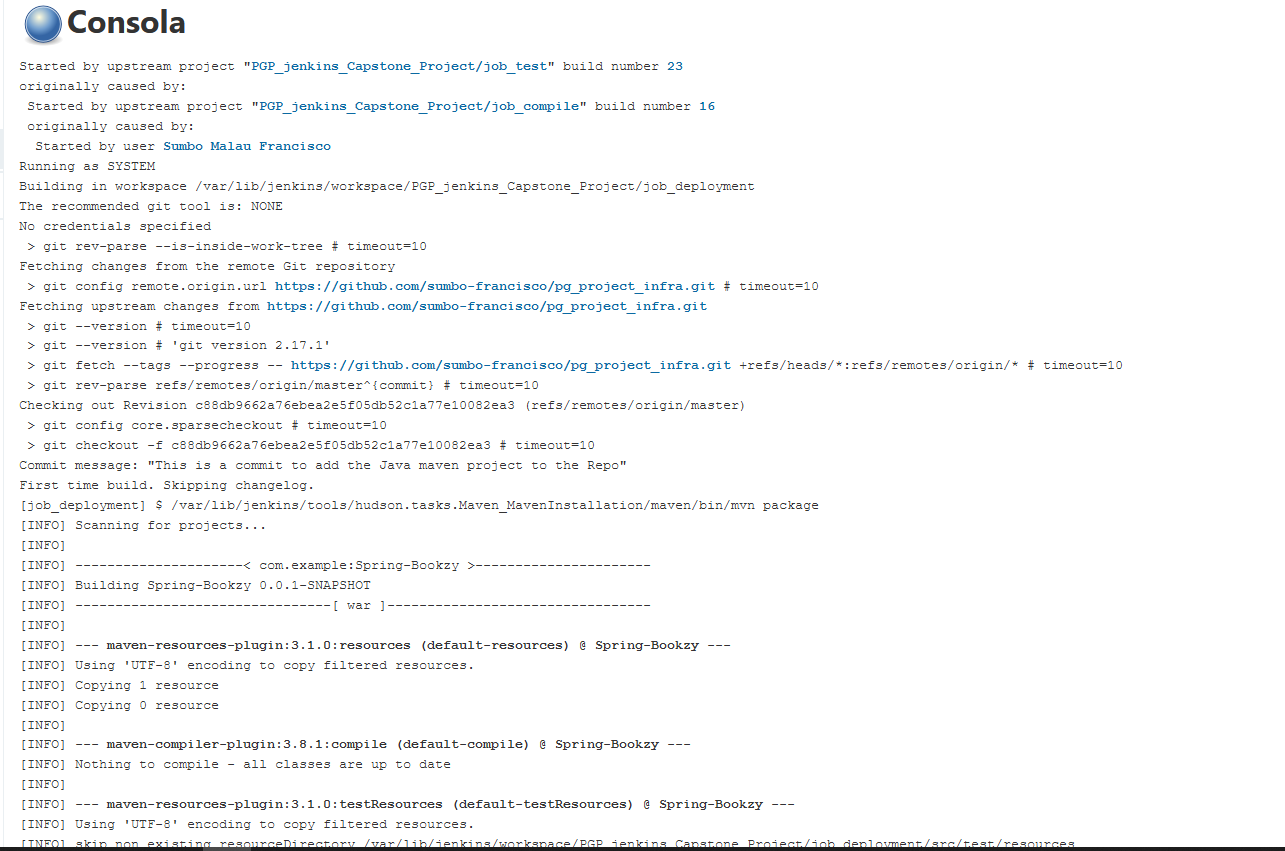 Consola
Started by upstream project "PGP_jenkins_Capstone_Project/job_test" build number 23
originally caused by:
 Started by upstream project "PGP_jenkins_Capstone_Project/job_compile" build number 16
 originally caused by:
  Started by user Sumbo Malau Francisco
Running as SYSTEM
Building in workspace /var/lib/jenkins/workspace/PGP_jenkins_Capstone_Project/job_deployment
The recommended git tool is: NONE
No credentials specified
 > git rev-parse --is-inside-work-tree # timeout=10
Fetching changes from the remote Git repository
 > git config remote.origin.url https://github.com/sumbo-francisco/pg_project_infra.git # timeout=10
Fetching upstream changes from https://github.com/sumbo-francisco/pg_project_infra.git
 > git --version # timeout=10
 > git --version # 'git version 2.17.1'
 > git fetch --tags --progress -- https://github.com/sumbo-francisco/pg_project_infra.git +refs/heads/*:refs/remotes/origin/* # timeout=10
 > git rev-parse refs/remotes/origin/master^{commit} # timeout=10
Checking out Revision c88db9662a76ebea2e5f05db52c1a77e10082ea3 (refs/remotes/origin/master)
 > git config core.sparsecheckout # timeout=10
 > git checkout -f c88db9662a76ebea2e5f05db52c1a77e10082ea3 # timeout=10
Commit message: "This is a commit to add the Java maven project to the Repo"
First time build. Skipping changelog.
[job_deployment] $ /var/lib/jenkins/tools/hudson.tasks.Maven_MavenInstallation/maven/bin/mvn package
[INFO] Scanning for projects...
[INFO]
[INFO] ---------------------< com.example:Spring-Bookzy >----------------------
[INFO] Building Spring-Bookzy 0.0.1-SNAPSHOT
[INFO] --------------------------------[ war ]---------------------------------
[INFO]
[INFO] --- maven-resources-plugin:3.1.0:resources (default-resources) @ Spring-Bookzy ---
[INFO] Using 'UTF-8' encoding to copy filtered resources.
[INFO] Copying 1 resource
[INFO] Copying 0 resource
[INFO]
[INFO] --- maven-compiler-plugin:3.8.1:compile (default-compile) @ Spring-Bookzy ---
[INFO] Nothing to compile - all classes are up to date
[INFO]
[INFO] --- maven-resources-plugin:3.1.0:testResources (default-testResources) @ Spring-Bookzy ---
[INFO] Using 'UTF-8' encoding to copy filtered resources.
[INFO] skip non existing resourceDirectory /var/lib/jenkins/workspace/PGP_jenkins_Capstone_Project/job_deployment/src/test/resources